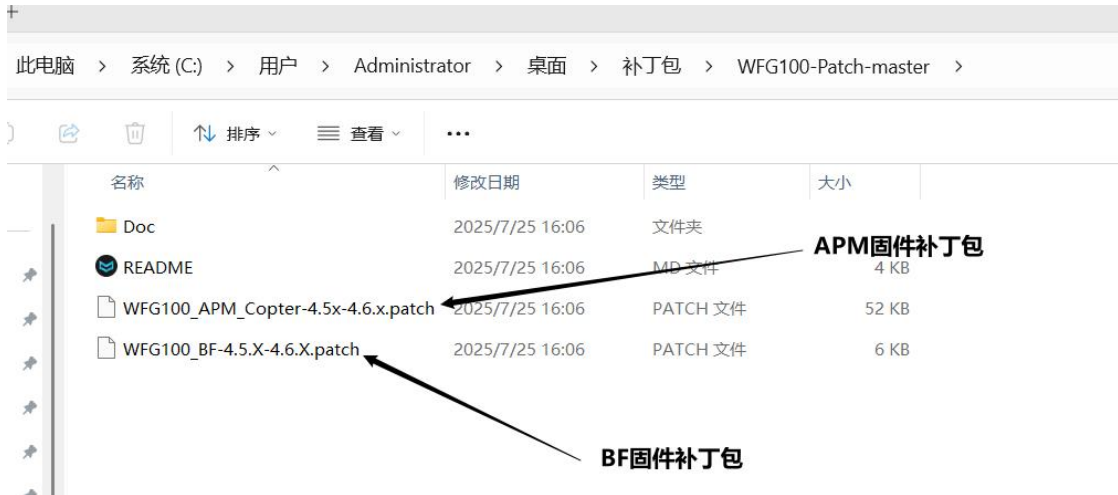 此电脑 > 系统 (C:) > 用户 > Administrator > 桌面 > 补丁包 > WFG100-Patch-master >
排序 查看 ...
名称 修改日期 类型 大小
Doc 2025/7/25 16:06 文件夹
APM固件补丁包
README 2025/7/25 16:06 MD 文件 4 KB
WFG100_APM_Copter-4.5x-4.6.x.patch 2025/7/25 16:06 PATCH 文件 52 KB
WFG100_BF-4.5.X-4.6.X.patch 2025/7/25 16:06 PATCH 文件 6 KB
BF固件补丁包